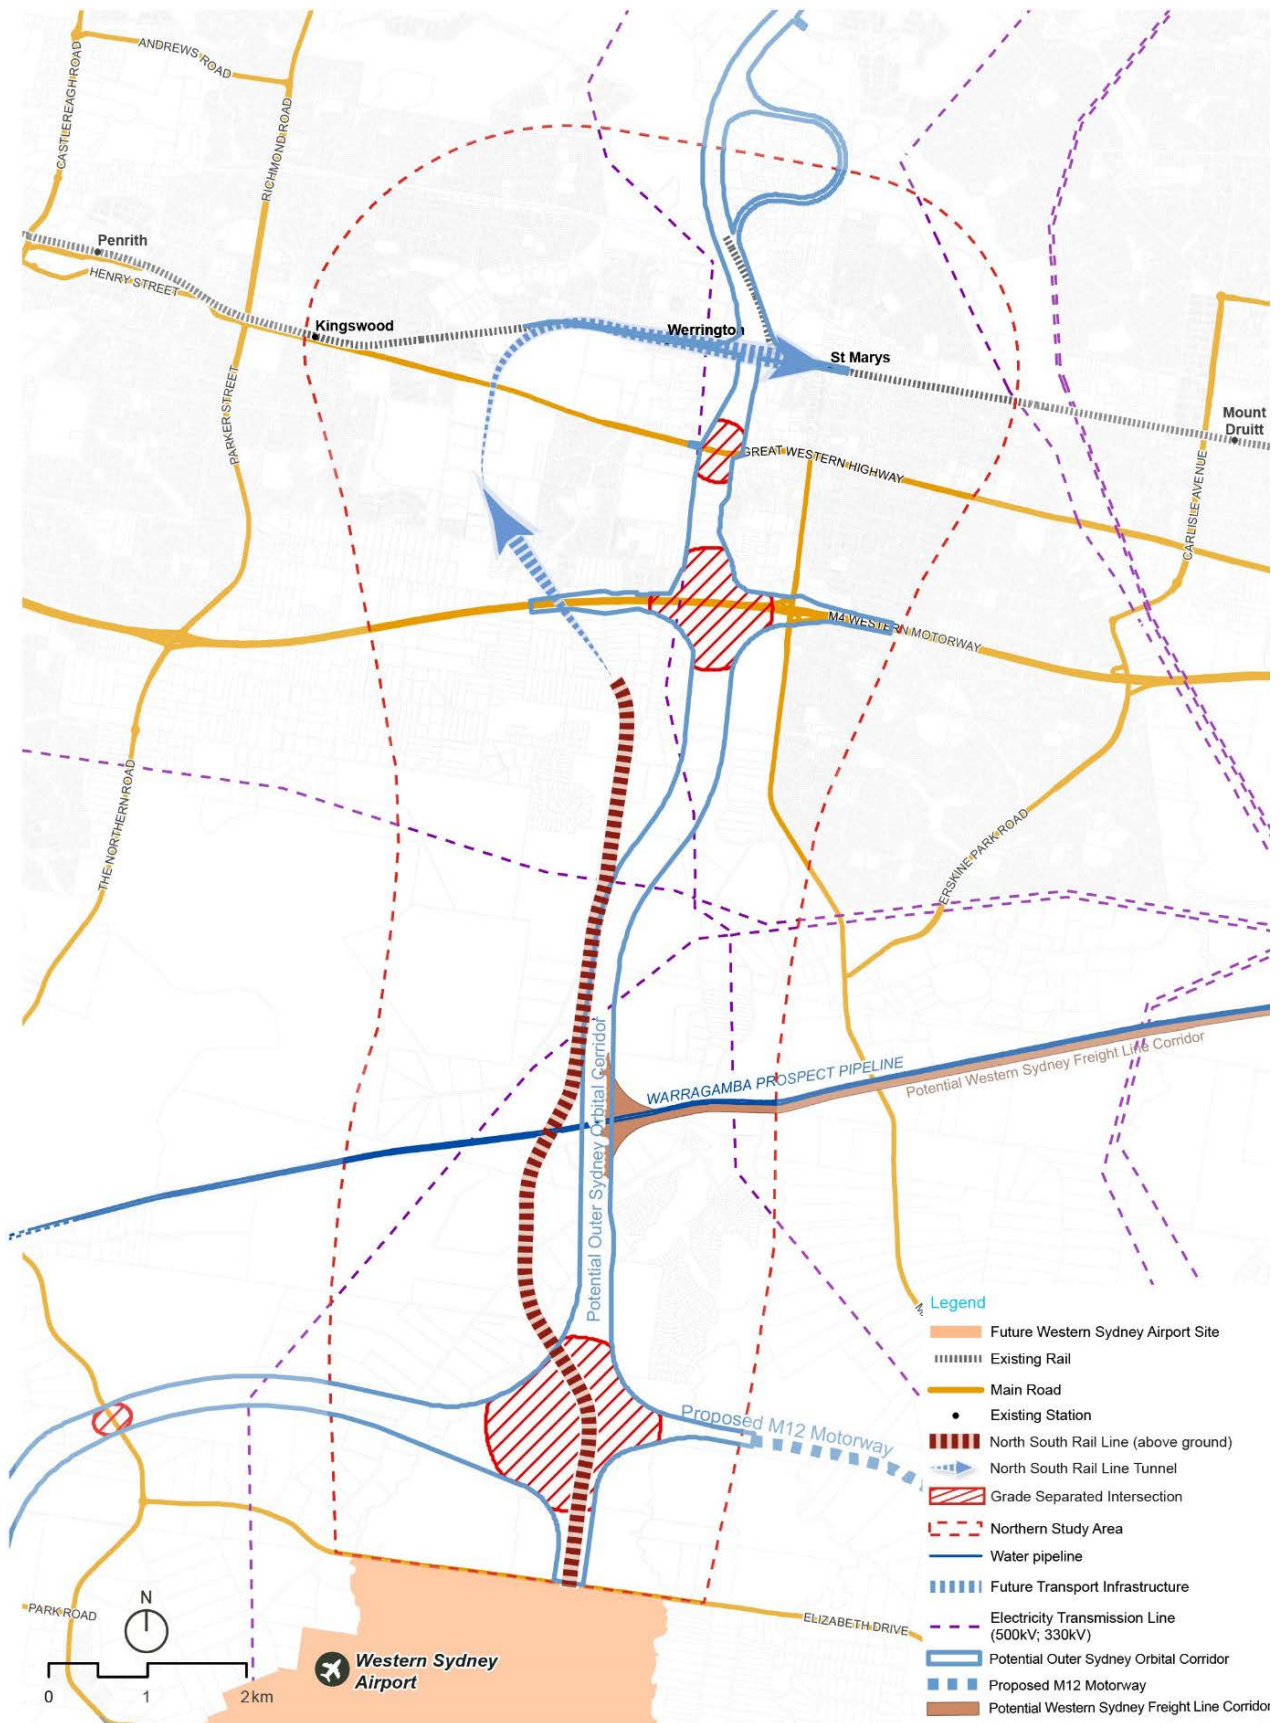 ANDREWS ROAD
CASTLEREAGH ROAD
RICHMOND ROAD
Penrith
HENRY STREET
Kingswood
Werrington
St Marys
Mount
Druitt
PARKER STREET
GREAT WESTERN HIGHWAY
CARLISLE AVENUE
M4 WESTERN MOTORWAY
THE NORTHERN ROAD
ERSKINE PARK ROAD
Potential Outer Sydney Orbital Corridor
WARRAGAMBA PROSPECT PIPELINE
Potential Western Sydney Freight Line Corridor
Proposed M12 Motorway
PARK ROAD
ELIZABETH DRIVE
N
0 1 2 km
Western Sydney
Airport
Legend
Future Western Sydney Airport Site
Existing Rail
Main Road
Existing Station
North South Rail Line (above ground)
North South Rail Line Tunnel
Grade Separated Intersection
Northern Study Area
Water pipeline
Future Transport Infrastructure
Electricity Transmission Line
(500kV; 330kV)
Potential Outer Sydney Orbital Corridor
Proposed M12 Motorway
Potential Western Sydney Freight Line Corridor